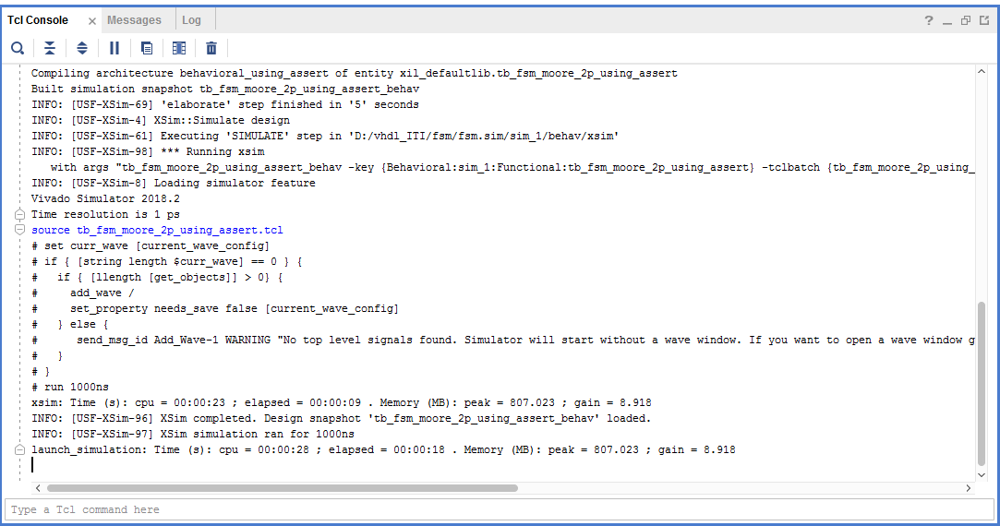 Tcl Console × Messages Log ?
Compiling architecture behavioral_using_assert of entity xil_defaultlib.tb_fsm_moore_2p_using_assert
Built simulation snapshot tb_fsm_moore_2p_using_assert_behav
INFO: [USF-XSim-69] 'elaborate' step finished in '5' seconds
INFO: [USF-XSim-4] XSim::Simulate design
INFO: [USF-XSim-61] Executing 'SIMULATE' step in 'D:/vhdl_ITI/fsm/fsm.sim/sim_1/behav/xsim'
INFO: [USF-XSim-98] *** Running xsim
   with args "tb_fsm_moore_2p_using_assert_behav -key {Behavioral:sim_1:Functional:tb_fsm_moore_2p_using_assert} -tclbatch {tb_fsm_moore_2p_using_
INFO: [USF-XSim-8] Loading simulator feature
Vivado Simulator 2018.2
Time resolution is 1 ps
source tb_fsm_moore_2p_using_assert.tcl
# set curr_wave [current_wave_config]
# if { [string length $curr_wave] == 0 } {
#   if { [llength [get_objects]] > 0} {
#     add_wave /
#     set_property needs_save false [current_wave_config]
#   } else {
#      send_msg_id Add_Wave-1 WARNING "No top level signals found. Simulator will start without a wave window. If you want to open a wave window g
#   }
# }
# run 1000ns
xsim: Time (s): cpu = 00:00:23 ; elapsed = 00:00:09 . Memory (MB): peak = 807.023 ; gain = 8.918
INFO: [USF-XSim-96] XSim completed. Design snapshot 'tb_fsm_moore_2p_using_assert_behav' loaded.
INFO: [USF-XSim-97] XSim simulation ran for 1000ns
launch_simulation: Time (s): cpu = 00:00:28 ; elapsed = 00:00:18 . Memory (MB): peak = 807.023 ; gain = 8.918
Type a Tcl command here